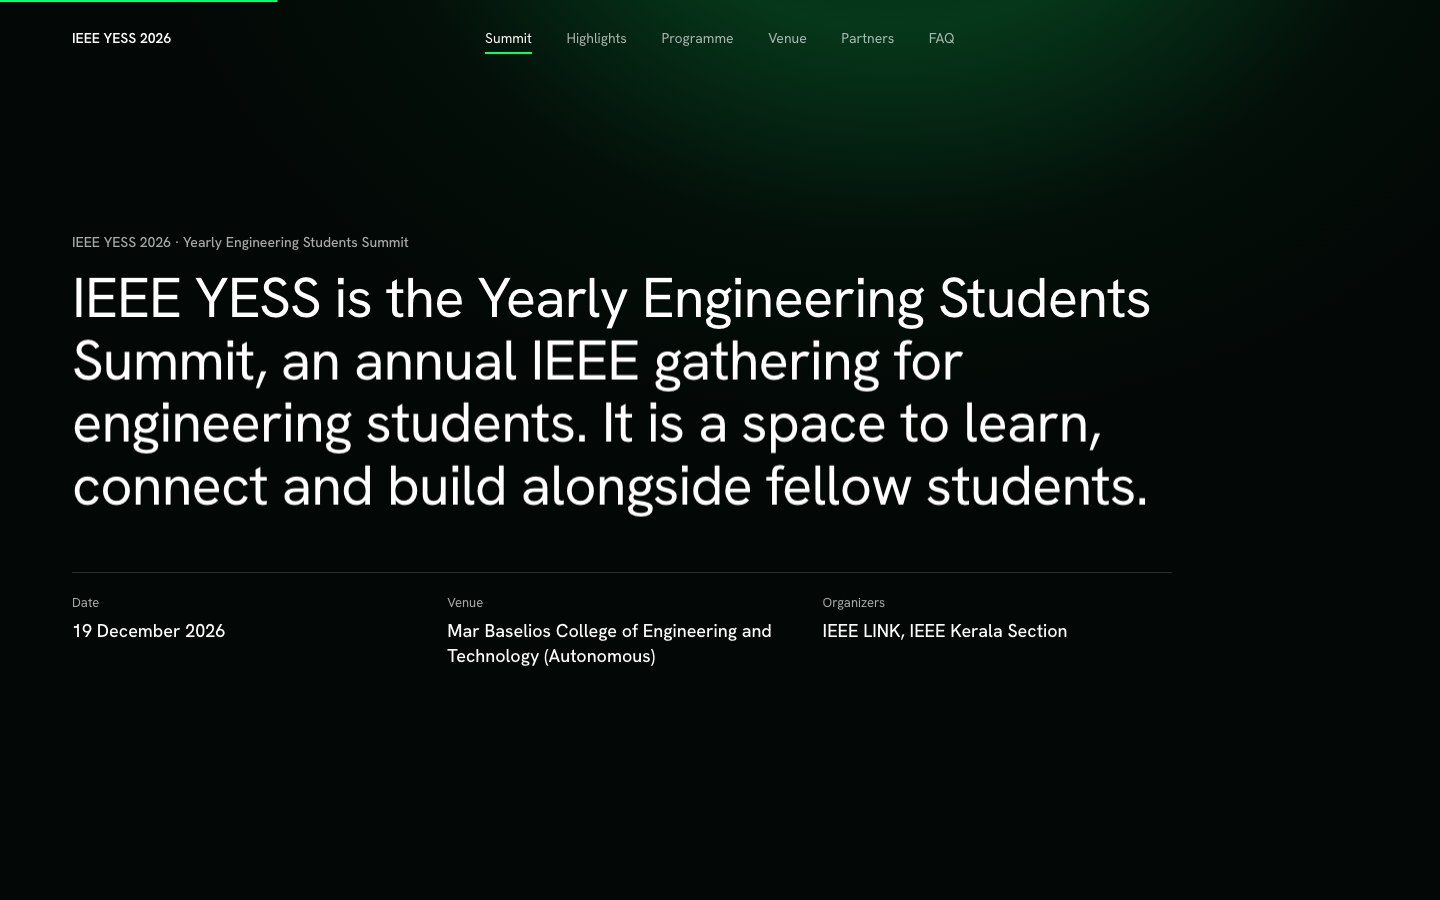 IEEE YESS 2026
Summit
Highlights
Programme
Venue
Partners
FAQ
IEEE YESS 2026 · Yearly Engineering Students Summit
IEEE YESS is the Yearly Engineering Students
Summit, an annual IEEE gathering for
engineering students. It is a space to learn,
connect and build alongside fellow students.
Date
19 December 2026
Venue
Mar Baselios College of Engineering and
Technology (Autonomous)
Organizers
IEEE LINK, IEEE Kerala Section